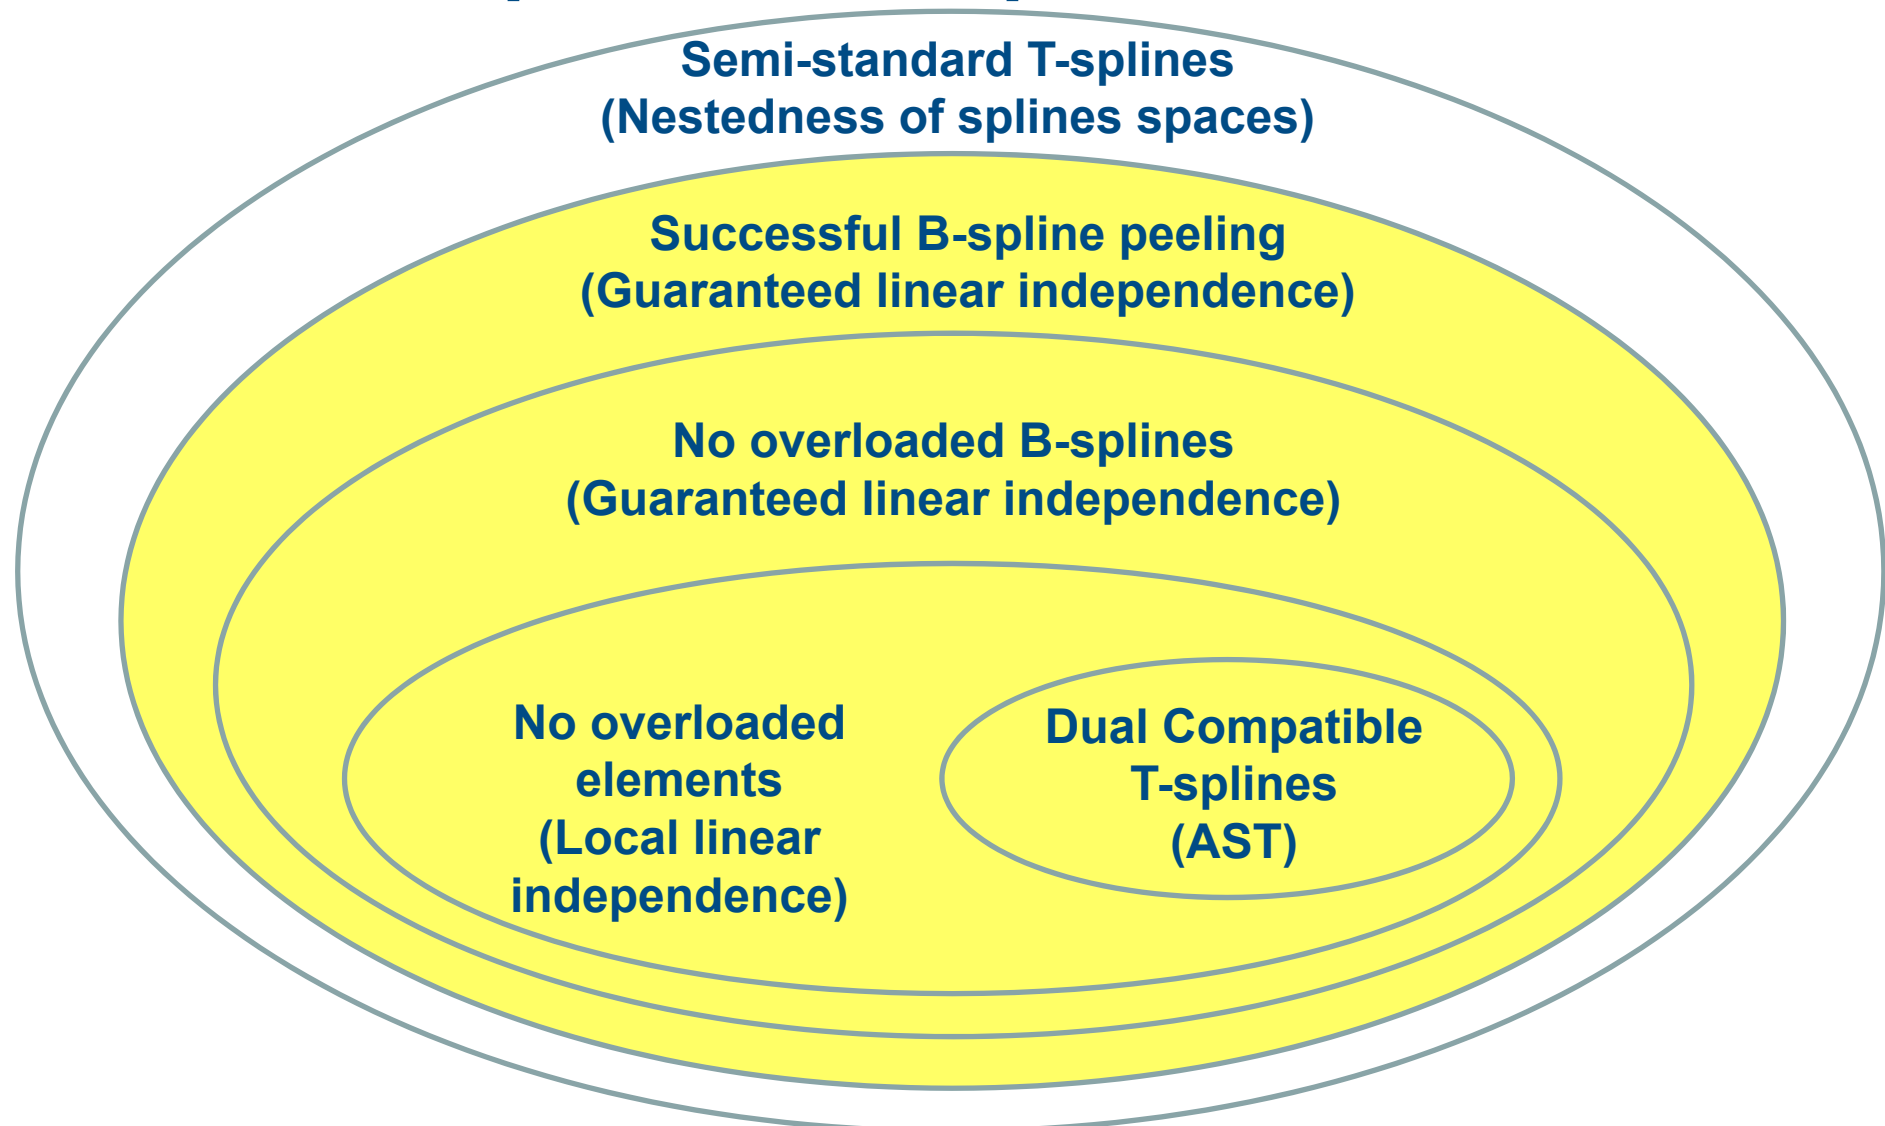 Semi-standard T-splines
(Nestedness of splines spaces)
Successful B-spline peeling
(Guaranteed linear independence)
No overloaded B-splines
(Guaranteed linear independence)
No overloaded
elements
(Local linear
independence)
Dual Compatible
T-splines
(AST)